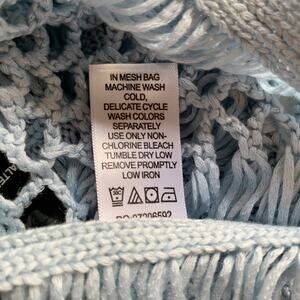 IN MESH BAG
MACHINE WASH
COLD,
DELICATE CYCLE
WASH COLORS
SEPARATELY
USE ONLY NON-
CHLORINE BLEACH
TUMBLE DRY LOW
REMOVE PROMPTLY
LOW IRON